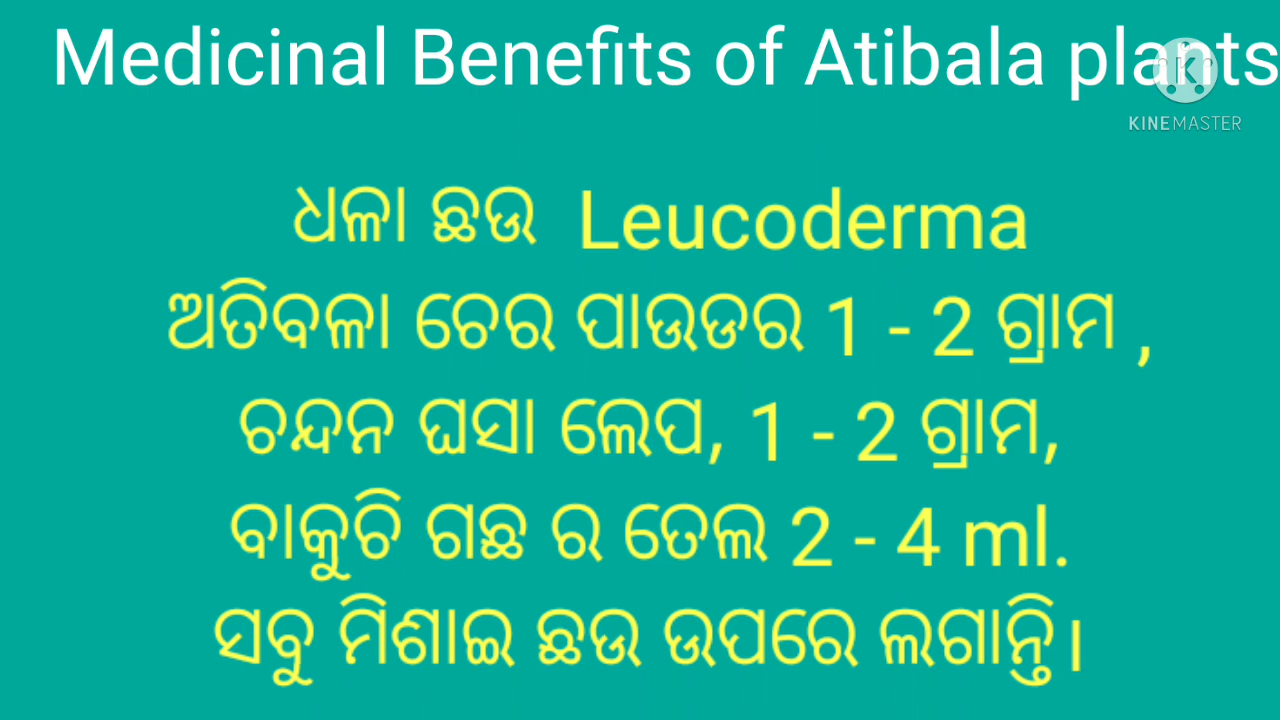 Medicinal Benefits of Atibala plants
KINEMASTER
ଧଳା ଛଉ Leucoderma
ଅତିବଳା ଚେର ପାଉଡର 1 - 2 ଗ୍ରାମ ,
ଚନ୍ଦନ ଘସା ଲେପ, 1 - 2 ଗ୍ରାମ,
ବାକୁଚି ଗଛ ର ତେଲ 2 - 4 ml.
ସବୁ ମିଶାଇ ଛଉ ଉପରେ ଲଗାନ୍ତି।